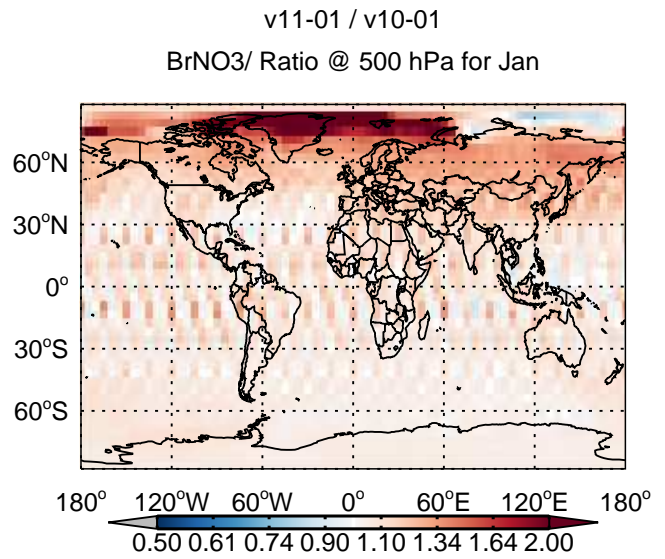 v11-01 / v10-01
BrNO3/ Ratio @ 500 hPa for Jan
60°N
30°N
0°
30°S
60°S
180° 120°W 60°W 0° 60°E 120°E 180°
0.50 0.61 0.74 0.90 1.10 1.34 1.64 2.00